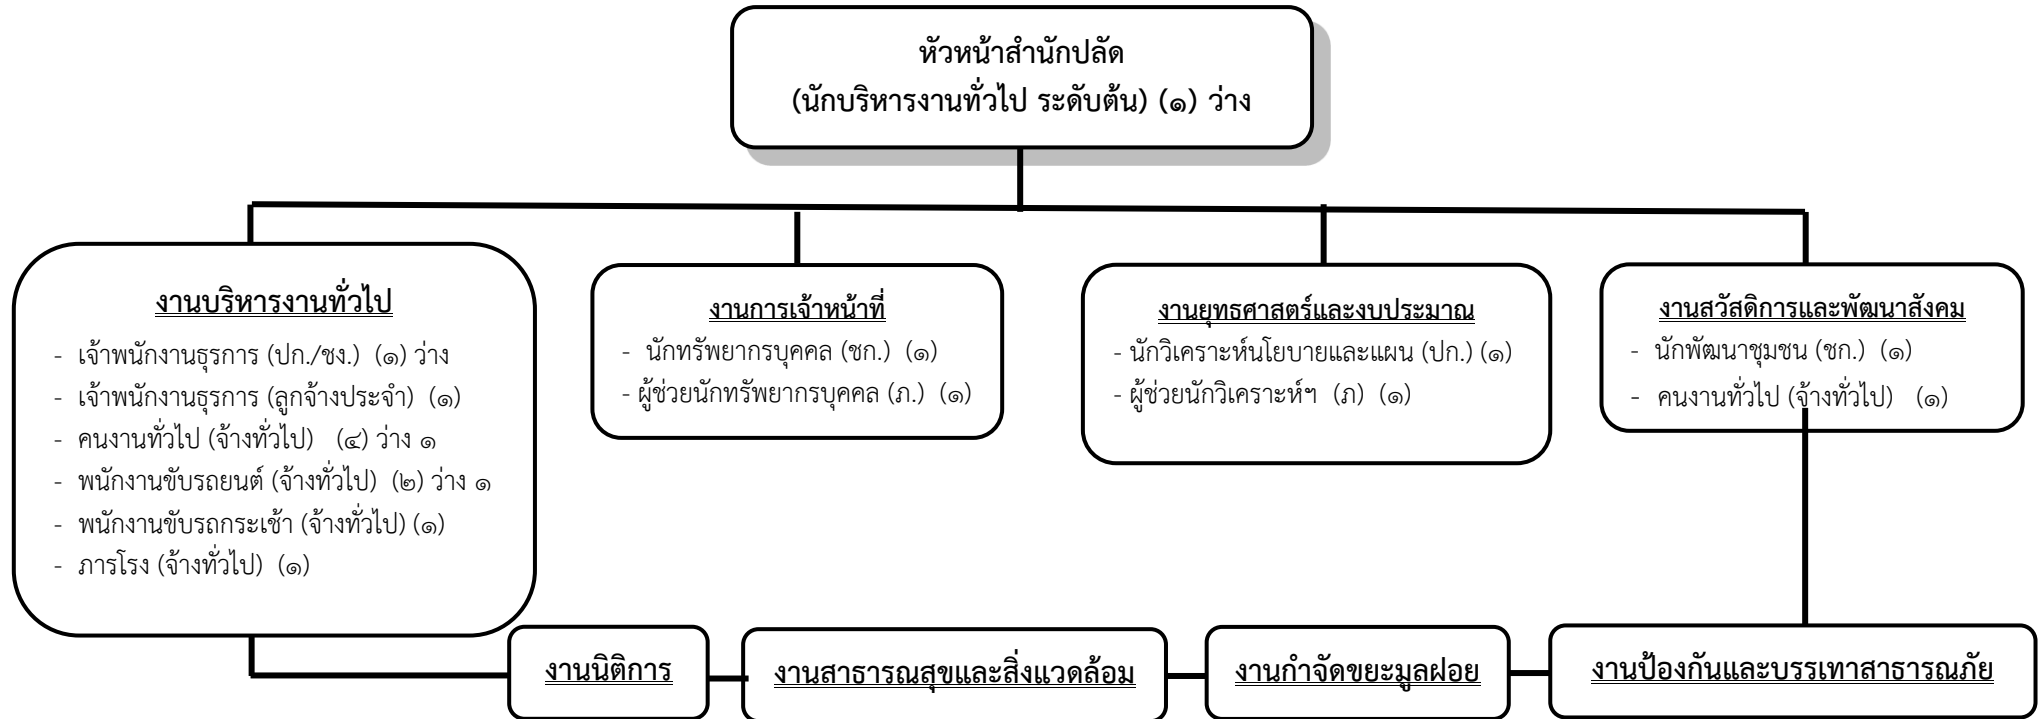 หัวหน้าสำนักปลัด
(นักบริหารงานทั่วไป ระดับต้น) (๑) ว่าง
งานบริหารงานทั่วไป
- เจ้าพนักงานธุรการ (ปก./ชง.) (๑) ว่าง
- เจ้าพนักงานธุรการ (ลูกจ้างประจำ) (๑)
- คนงานทั่วไป (จ้างทั่วไป) (๔) ว่าง ๑
- พนักงานขับรถยนต์ (จ้างทั่วไป) (๒) ว่าง ๑
- พนักงานขับรถกระเช้า (จ้างทั่วไป) (๑)
- ภารโรง (จ้างทั่วไป) (๑)
งานการเจ้าหน้าที่
- นักทรัพยากรบุคคล (ชก.) (๑)
- ผู้ช่วยนักทรัพยากรบุคคล (ภ.) (๑)
งานยุทธศาสตร์และงบประมาณ
- นักวิเคราะห์นโยบายและแผน (ปก.) (๑)
- ผู้ช่วยนักวิเคราะห์ฯ (ภ) (๑)
งานสวัสดิการและพัฒนาสังคม
- นักพัฒนาชุมชน (ชก.) (๑)
- คนงานทั่วไป (จ้างทั่วไป) (๑)
งานนิติการ
งานสาธารณสุขและสิ่งแวดล้อม
งานกำจัดขยะมูลฝอย
งานป้องกันและบรรเทาสาธารณภัย